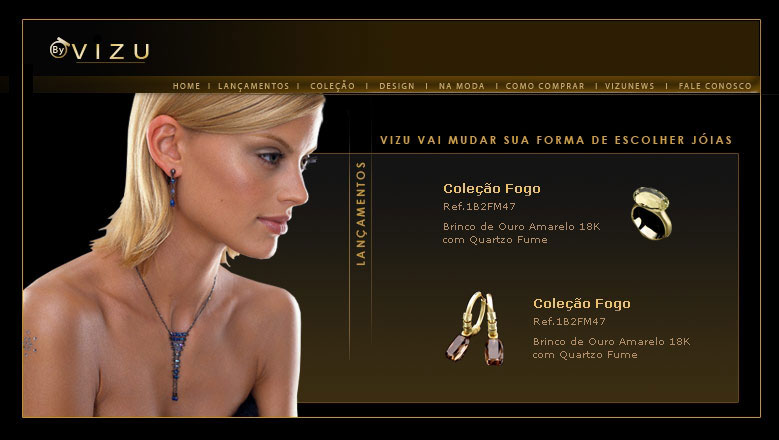 By VIZU
HOME | LANÇAMENTOS | COLEÇÃO | DESIGN | NA MODA | COMO COMPRAR | VIZUNEWS | FALE CONOSCO
VIZU VAI MUDAR SUA FORMA DE ESCOLHER JÓIAS
LANÇAMENTOS
Coleção Fogo
Ref.1B2FM47
Brinco de Ouro Amarelo 18K
com Quartzo Fume
Coleção Fogo
Ref.1B2FM47
Brinco de Ouro Amarelo 18K
com Quartzo Fume